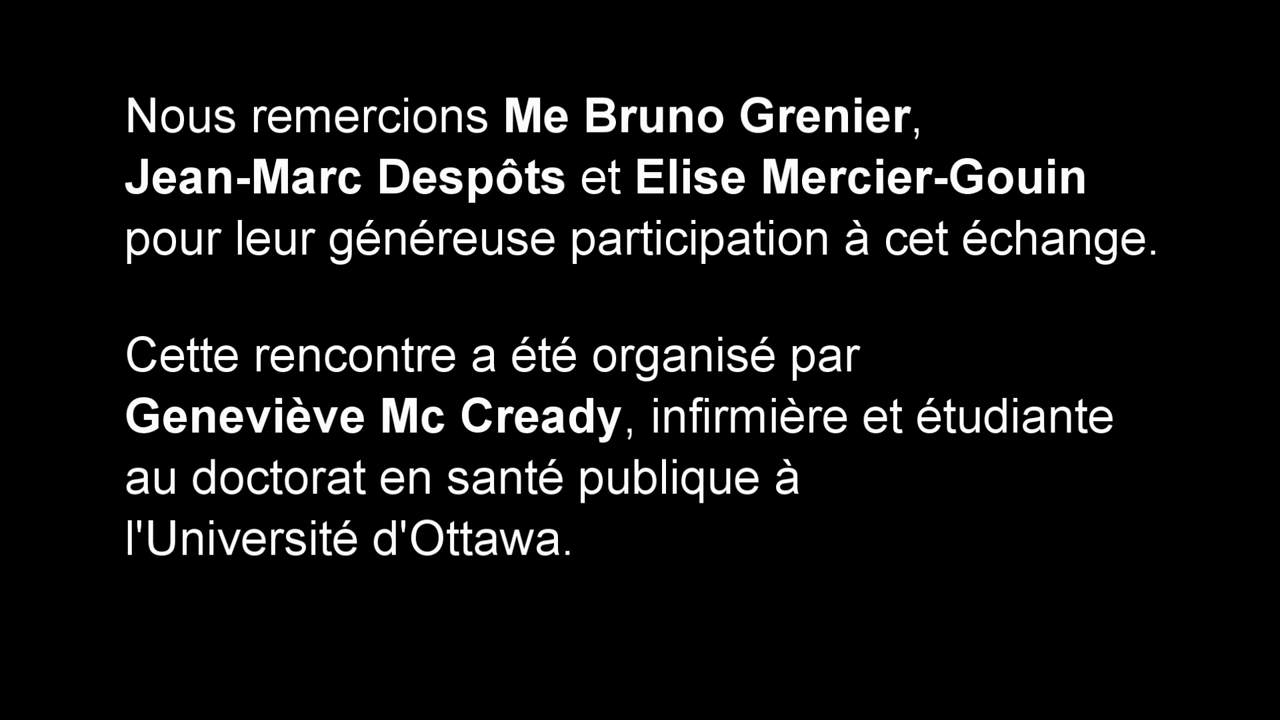 Nous remercions Me Bruno Grenier,
Jean-Marc Despôts et Elise Mercier-Gouin
pour leur généreuse participation à cet échange.
Cette rencontre a été organisé par
Geneviève Mc Cready, infirmière et étudiante
au doctorat en santé publique à
l'Université d'Ottawa.